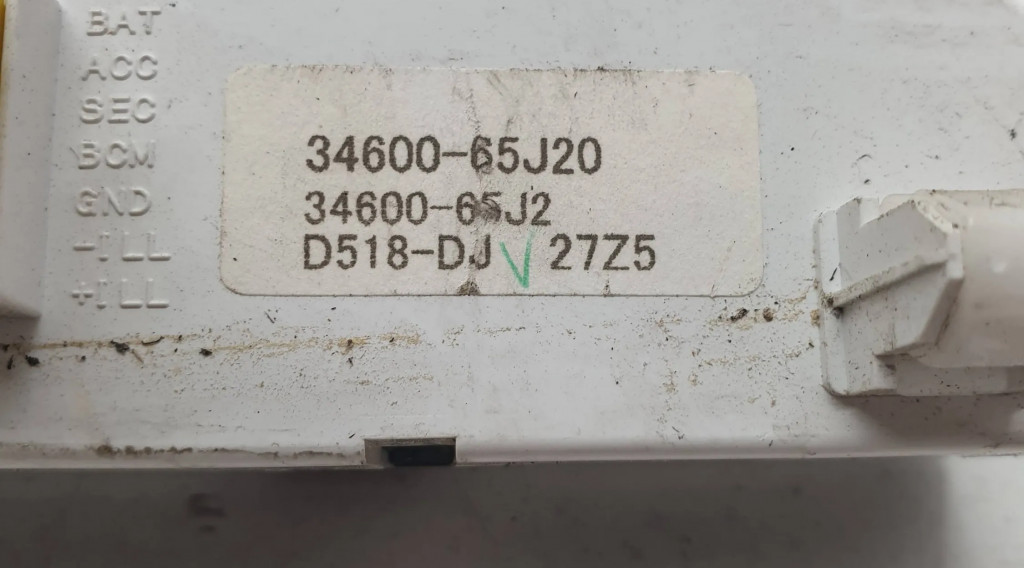 BAT
ACC
SEC
BCM
GND
-ILL
+ILL
34600-65J20
34600-65J2
D518-DJ V 27Z5